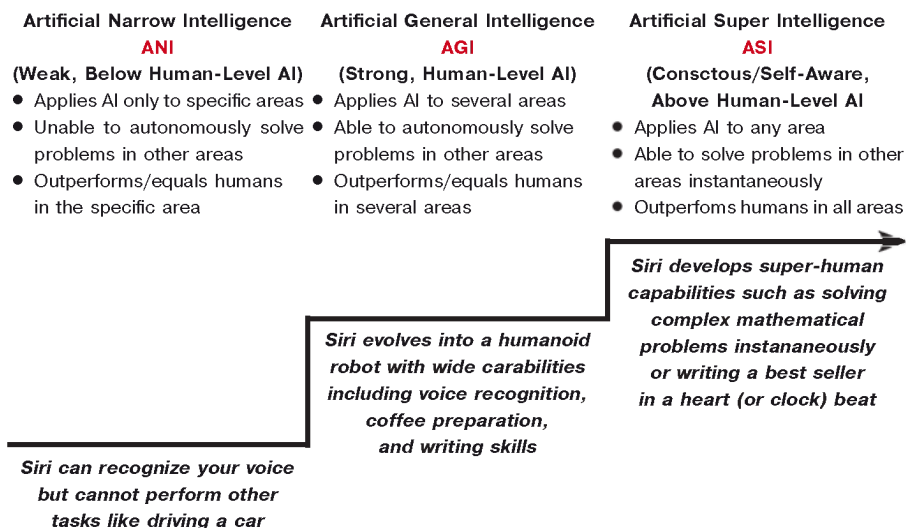 Artificial Narrow Intelligence
ANI
(Weak, Below Human-Level AI)
● Applies AI only to specific areas
● Unable to autonomously solve
problems in other areas
● Outperforms/equals humans
in the specific area
Artificial General Intelligence
AGI
(Strong, Human-Level AI)
● Applies AI to several areas
● Able to autonomously solve
problems in other areas
● Outperforms/equals humans
in several areas
Artificial Super Intelligence
ASI
(Consctous/Self-Aware,
Above Human-Level AI
● Applies AI to any area
● Able to solve problems in other
areas instantaneously
● Outperfoms humans in all areas
Siri can recognize your voice
but cannot perform other
tasks like driving a car
Siri evolves into a humanoid
robot with wide carabilities
including voice recognition,
coffee preparation,
and writing skills
Siri develops super-human
capabilities such as solving
complex mathematical
problems instananeously
or writing a best seller
in a heart (or clock) beat